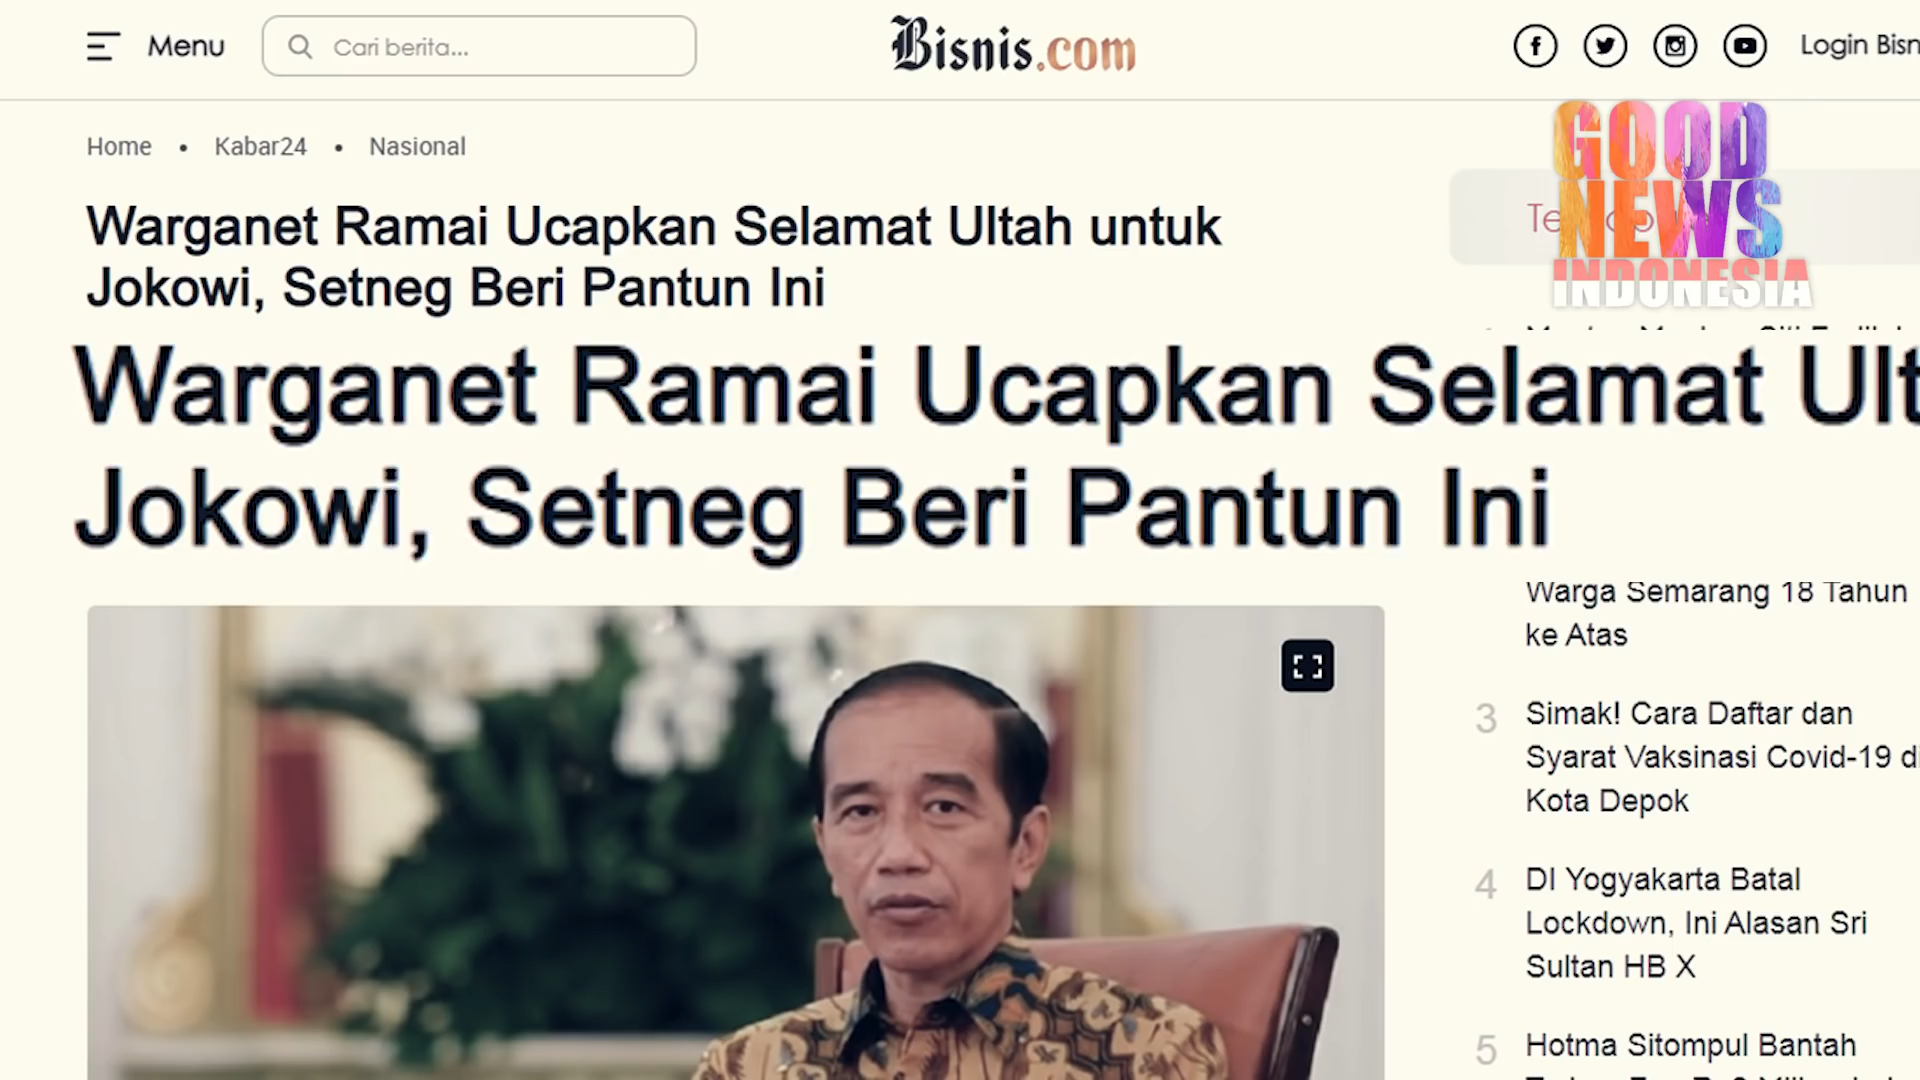 Menu
Cari berita...
Bisnis.com
Login Bisn
Home • Kabar24 • Nasional
GOOD
NEWS
INDONESIA
Warganet Ramai Ucapkan Selamat Ultah untuk
Jokowi, Setneg Beri Pantun Ini
Warganet Ramai Ucapkan Selamat Ult
Jokowi, Setneg Beri Pantun Ini
Warga Semarang 18 Tahun
ke Atas
3 Simak! Cara Daftar dan
Syarat Vaksinasi Covid-19 di
Kota Depok
4 DI Yogyakarta Batal
Lockdown, Ini Alasan Sri
Sultan HB X
5 Hotma Sitompul Bantah